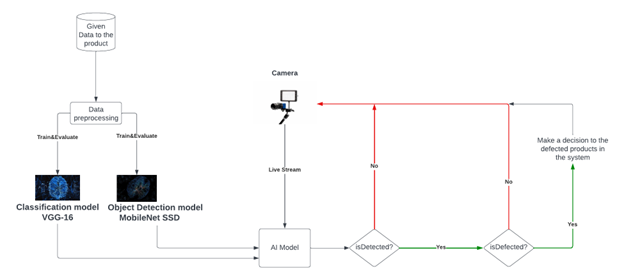 Given
Data to the
product
Data
preprocessing
Train&Evaluate
Train&Evaluate
Classification model
VGG-16
Object Detection model
MobileNet SSD
Camera
Live Stream
AI Model
isDetected?
No
Yes
isDefected?
No
Yes
Make a decision to the
defected products in
the system